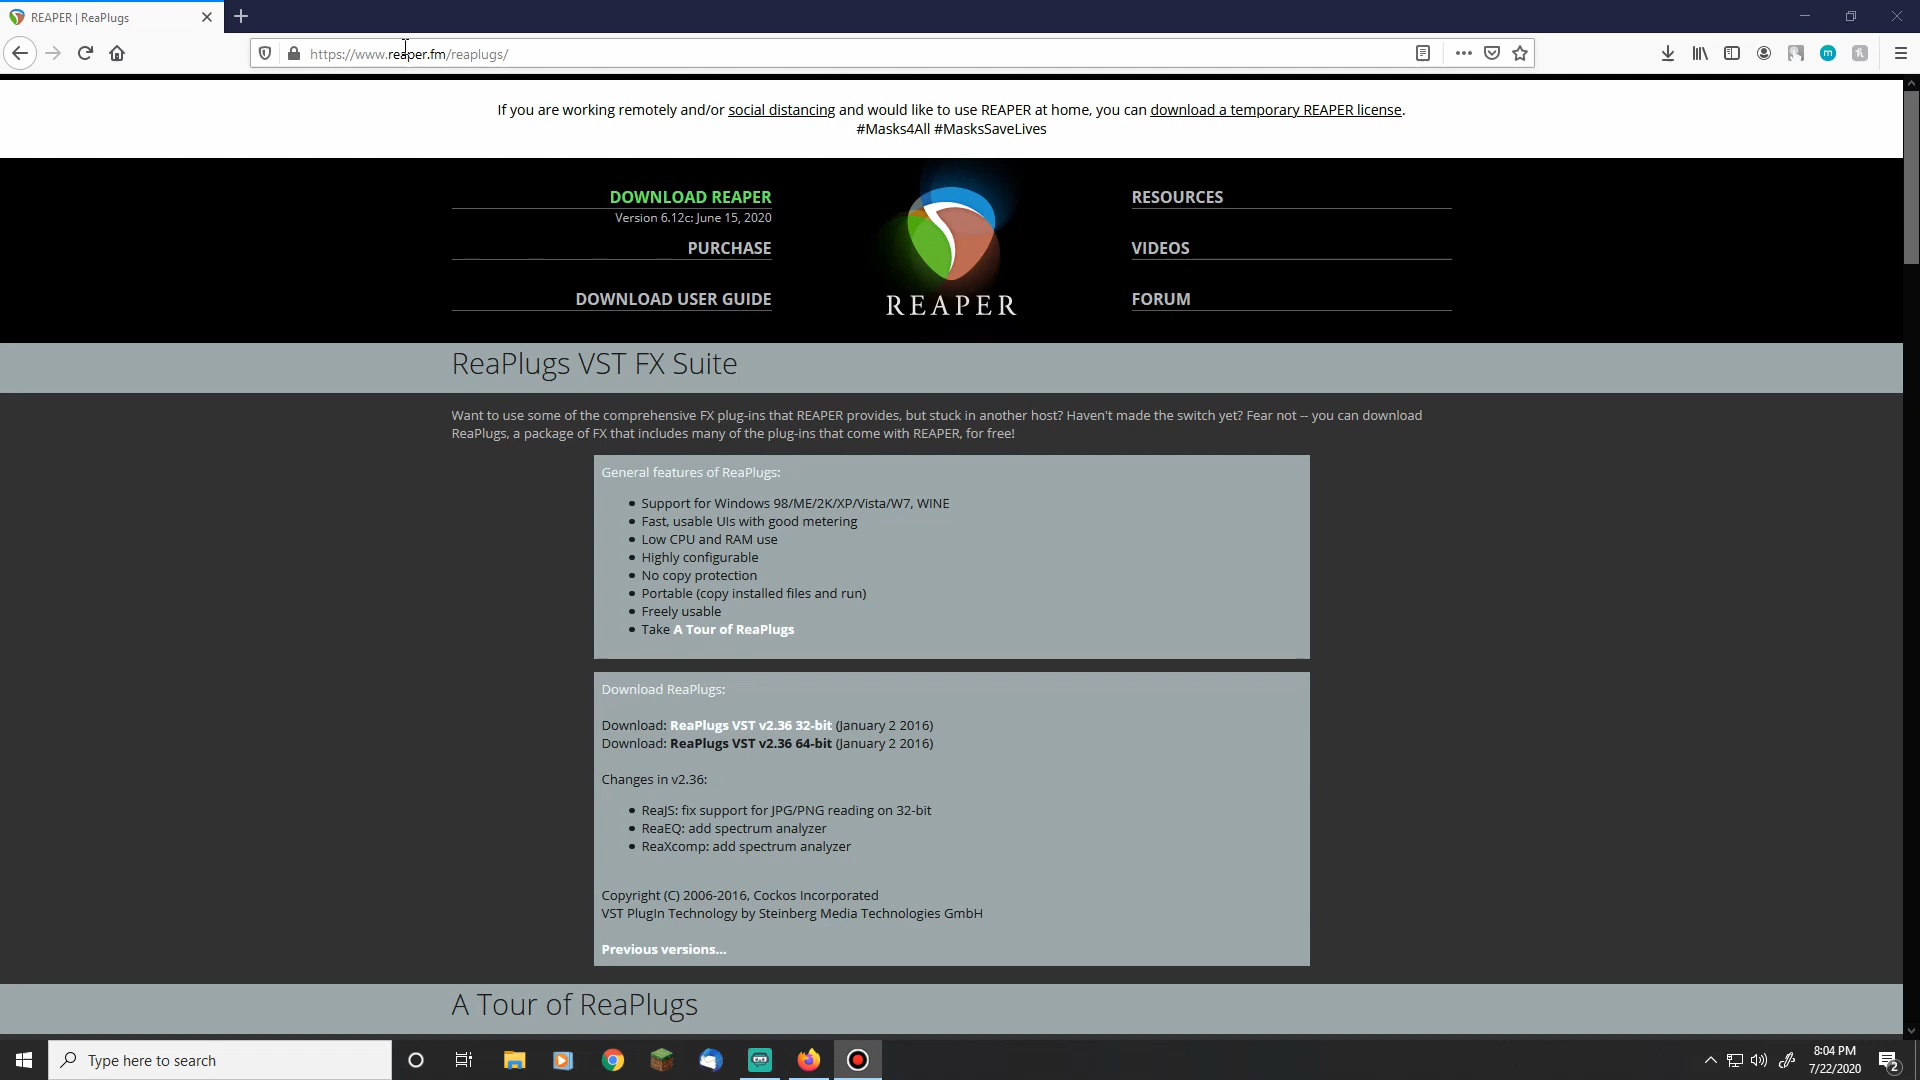 REAPER | ReaPlugs
https://www.reaper.fm/reaplugs/
m
If you are working remotely and/or social distancing and would like to use REAPER at home, you can download a temporary REAPER license.
#Masks4All #MasksSaveLives
DOWNLOAD REAPER
Version 6.12c: June 15, 2020
PURCHASE
DOWNLOAD USER GUIDE
REAPER
RESOURCES
VIDEOS
FORUM
ReaPlugs VST FX Suite
Want to use some of the comprehensive FX plug-ins that REAPER provides, but stuck in another host? Haven't made the switch yet? Fear not -- you can download
ReaPlugs, a package of FX that includes many of the plug-ins that come with REAPER, for free!
General features of ReaPlugs:
Support for Windows 98/ME/2K/XP/Vista/W7, WINE
Fast, usable UIs with good metering
Low CPU and RAM use
Highly configurable
No copy protection
Portable (copy installed files and run)
Freely usable
Take A Tour of ReaPlugs
Download ReaPlugs:
Download: ReaPlugs VST v2.36 32-bit (January 2 2016)
Download: ReaPlugs VST v2.36 64-bit (January 2 2016)
Changes in v2.36:
ReaJS: fix support for JPG/PNG reading on 32-bit
ReaEQ: add spectrum analyzer
ReaXcomp: add spectrum analyzer
Copyright (C) 2006-2016, Cockos Incorporated
VST PlugIn Technology by Steinberg Media Technologies GmbH
Previous versions...
A Tour of ReaPlugs
Type here to search
8:04 PM
7/22/2020
2